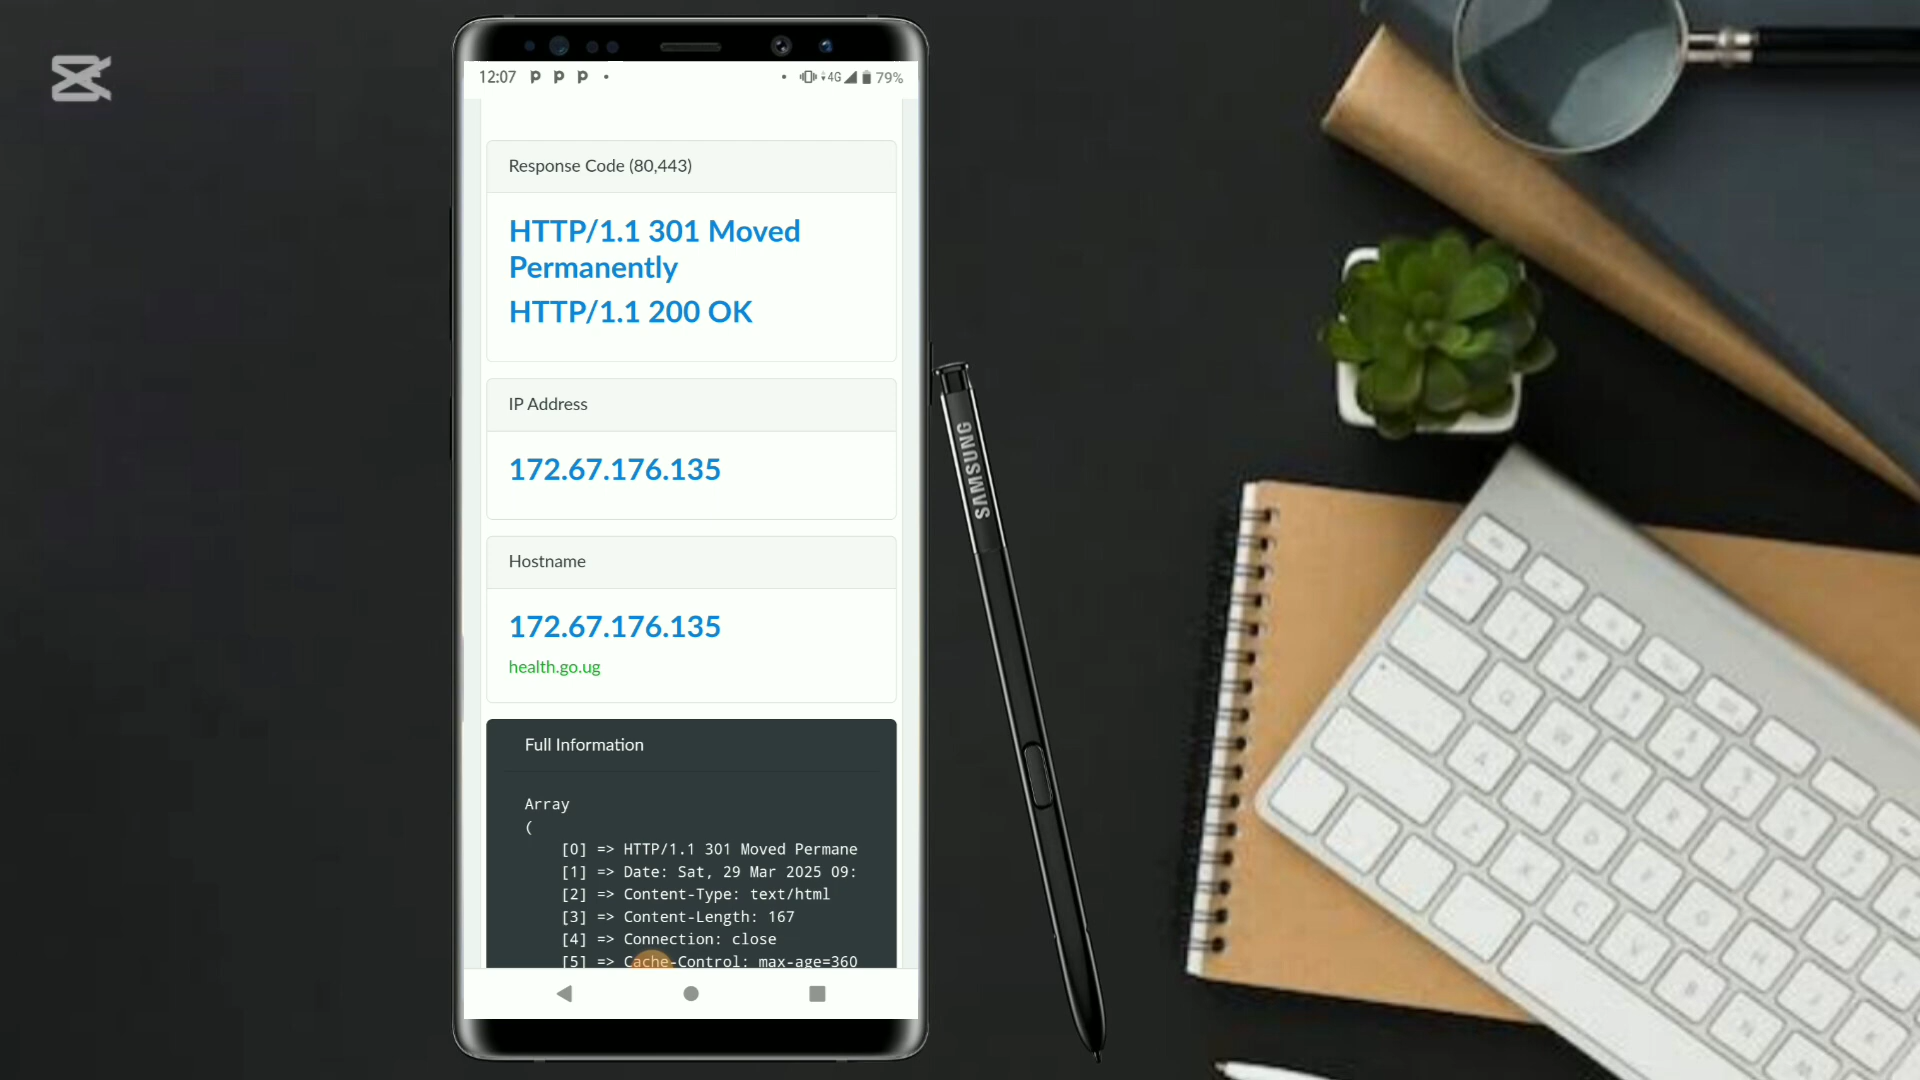 12:07
4G
79%
Response Code (80,443)
HTTP/1.1 301 Moved
Permanently
HTTP/1.1 200 OK
IP Address
172.67.176.135
Hostname
172.67.176.135
health.go.ug
Full Information
Array
(
[0] => HTTP/1.1 301 Moved Permane
[1] => Date: Sat, 29 Mar 2025 09:
[2] => Content-Type: text/html
[3] => Content-Length: 167
[4] => Connection: close
[5] => Cache-Control: max-age=360
SAMSUNG